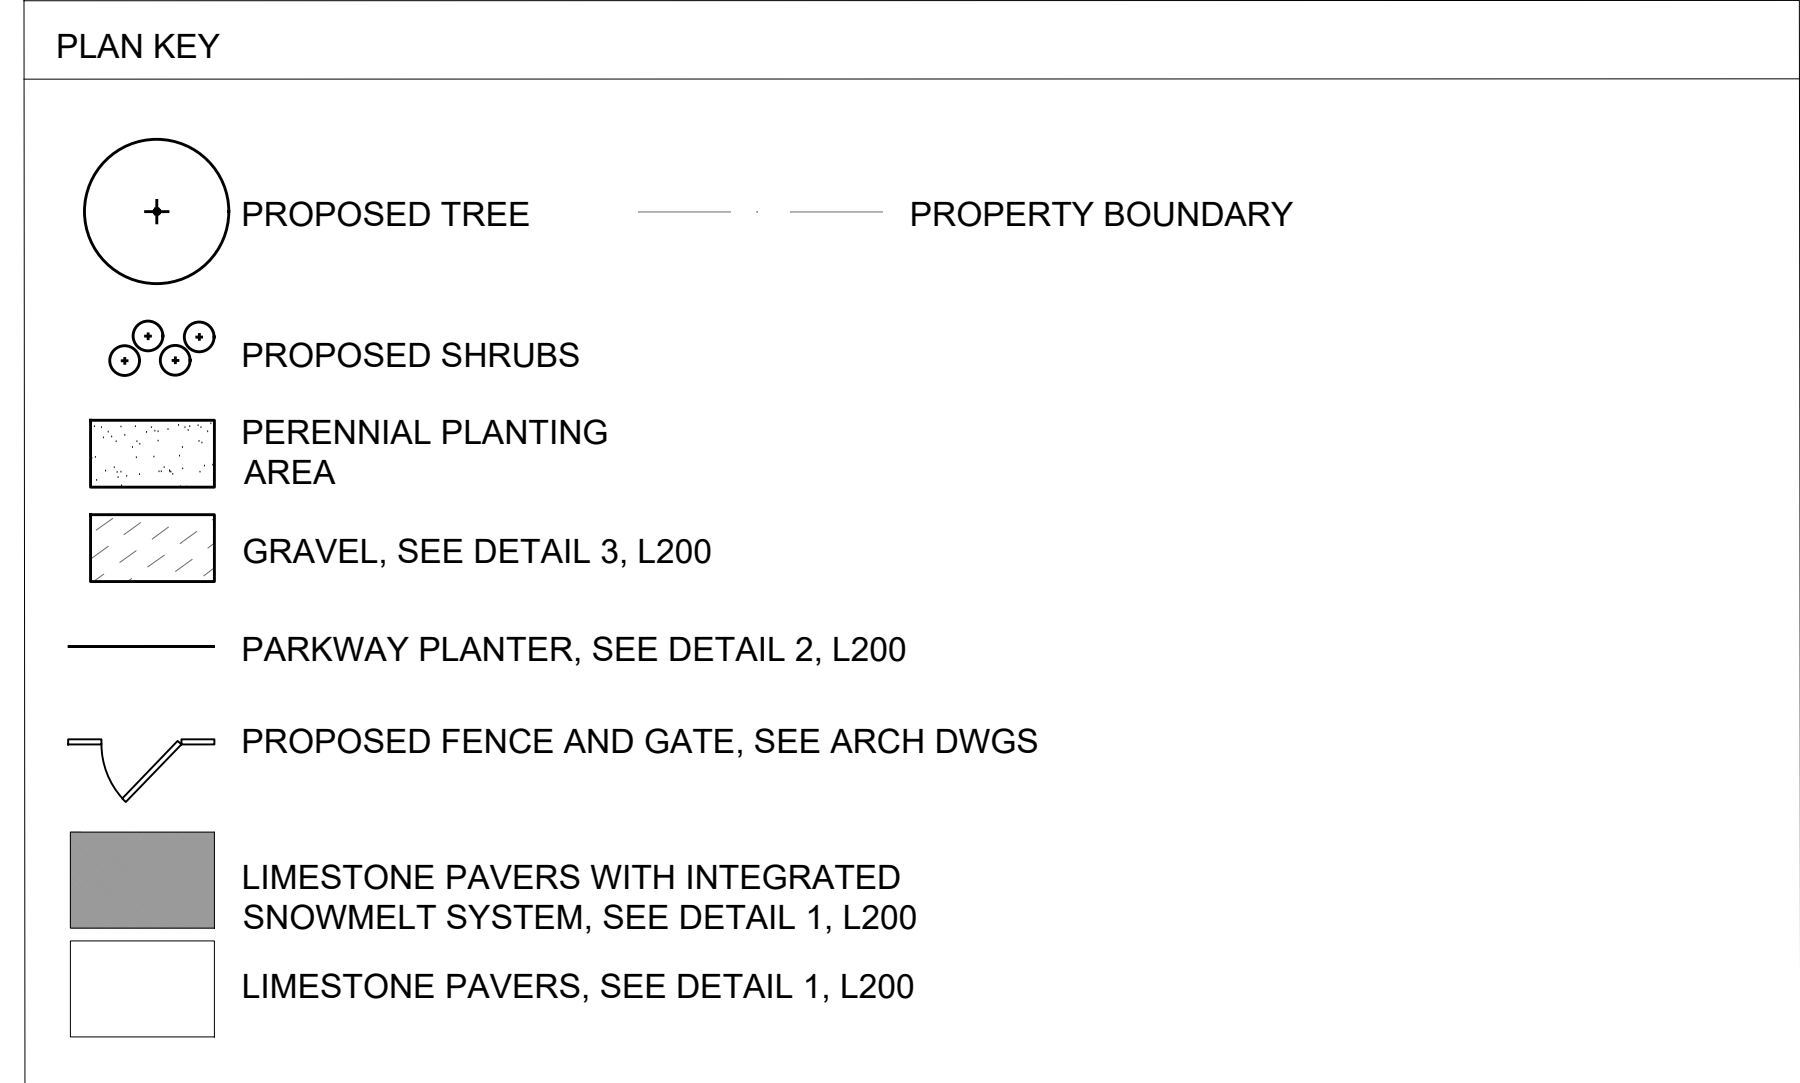 PLAN KEY
PROPOSED TREE
PROPERTY BOUNDARY
PROPOSED SHRUBS
PERENNIAL PLANTING
AREA
GRAVEL, SEE DETAIL 3, L200
PARKWAY PLANTER, SEE DETAIL 2, L200
PROPOSED FENCE AND GATE, SEE ARCH DWGS
LIMESTONE PAVERS WITH INTEGRATED
SNOWMELT SYSTEM, SEE DETAIL 1, L200
LIMESTONE PAVERS, SEE DETAIL 1, L200